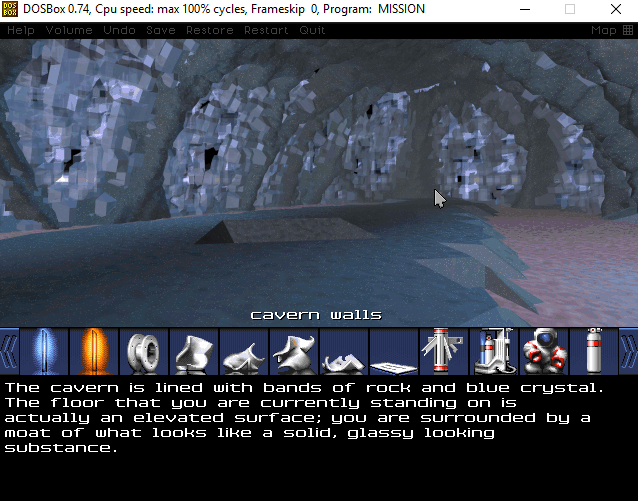 DOS
BOX
DOSBox 0.74, Cpu speed: max 100% cycles, Frameskip 0, Program: MISSION
Help Volume Undo Save Restore Restart Quit Map
cavern walls
The cavern is lined with bands of rock and blue crystal.
The floor that you are currently standing on is
actually an elevated surface; you are surrounded by a
moat of what looks like a solid, glassy looking
substance.